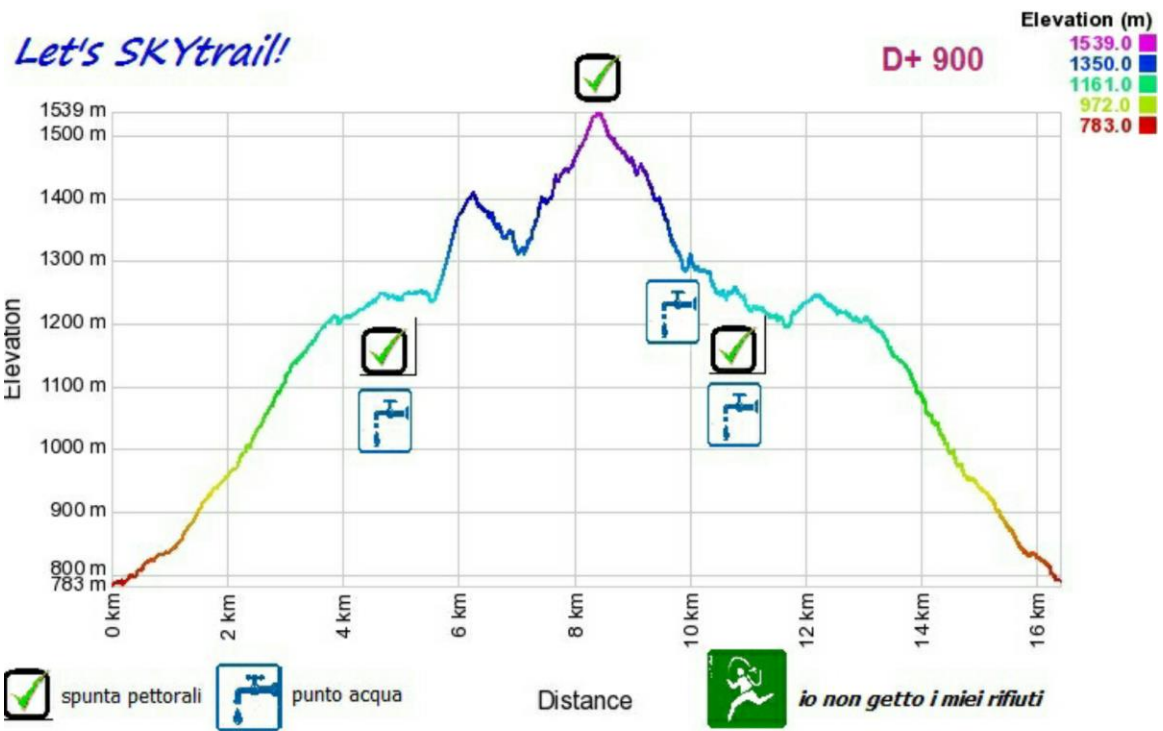 Let's SKYtrail!
D+ 900
Elevation (m)
1539.0
1350.0
1161.0
972.0
783.0
1539 m
1500 m
1400 m
1300 m
1200 m
1100 m
1000 m
900 m
800 m
783 m
Elevation
0 km
2 km
4 km
6 km
8 km
10 km
12 km
14 km
16 km
spunta pettorali
punto acqua
Distance
io non getto i miei rifiuti